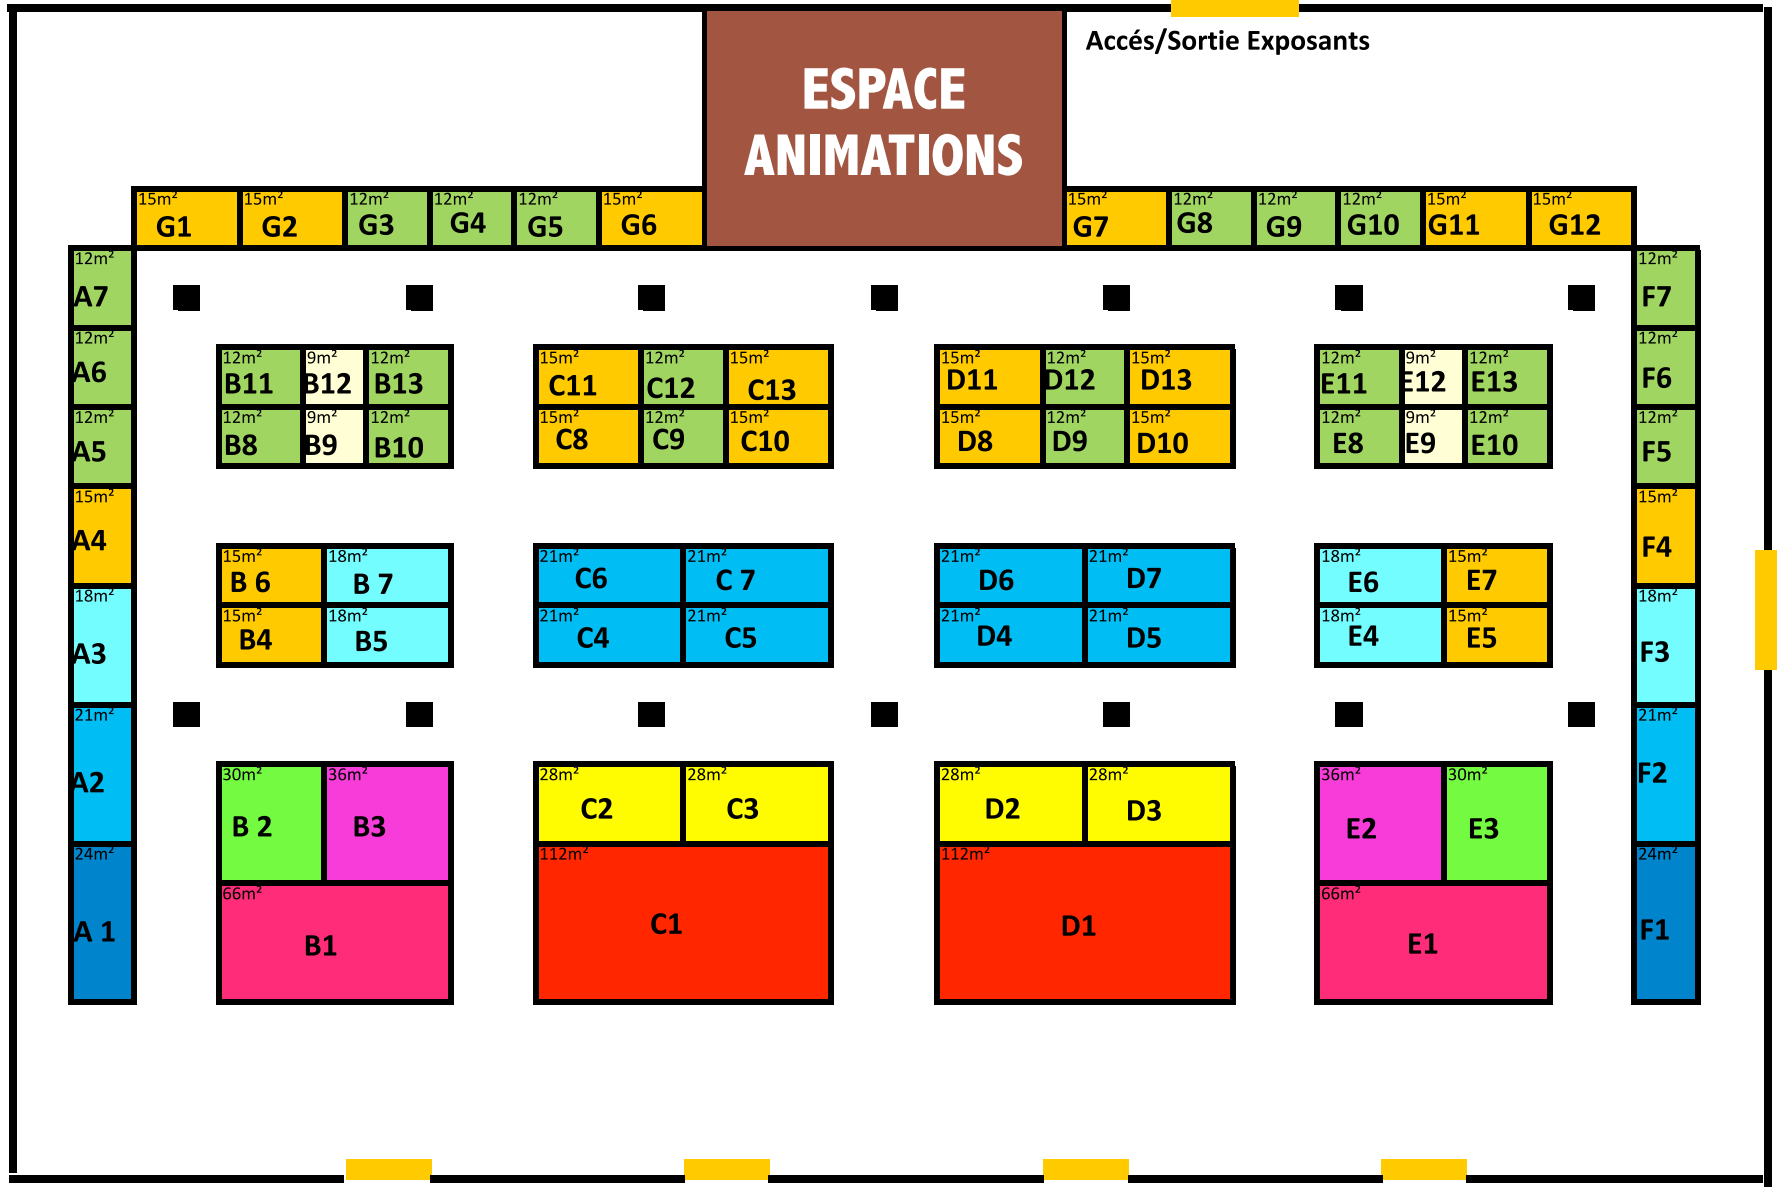 Accés/Sortie Exposants
ESPACE
ANIMATIONS
15m² 15m² 12m² 12m² 12m² 15m² 15m² 12m² 12m² 12m² 15m² 15m²
G1 G2 G3 G4 G5 G6 G7 G8 G9 G10 G11 G12
12m² 12m²
A7 F7
12m² 12m²
A6 F6
12m² 9m² 12m² 15m² 12m² 15m² 15m² 12m² 15m² 12m² 9m² 12m²
B11 B12 B13 C11 C12 C13 D11 D12 D13 E11 E12 E13
12m² 12m²
A5 F5
12m² 9m² 12m² 15m² 12m² 15m² 15m² 12m² 15m² 12m² 9m² 12m²
B8 B9 B10 C8 C9 C10 D8 D9 D10 E8 E9 E10
15m² 15m²
A4 F4
15m² 18m² 21m² 21m² 21m² 21m² 18m² 15m²
B 6 B 7 C6 C 7 D6 D7 E6 E7
18m² 18m²
A3 F3
15m² 18m² 21m² 21m² 21m² 21m² 18m² 15m²
B4 B5 C4 C5 D4 D5 E4 E5
21m² 21m²
A2 F2
30m² 36m² 28m² 28m² 28m² 28m² 36m² 30m²
B 2 B3 C2 C3 D2 D3 E2 E3
24m² 112m² 112m² 24m²
A 1 C1 D1 F1
66m² 66m²
B1 E1